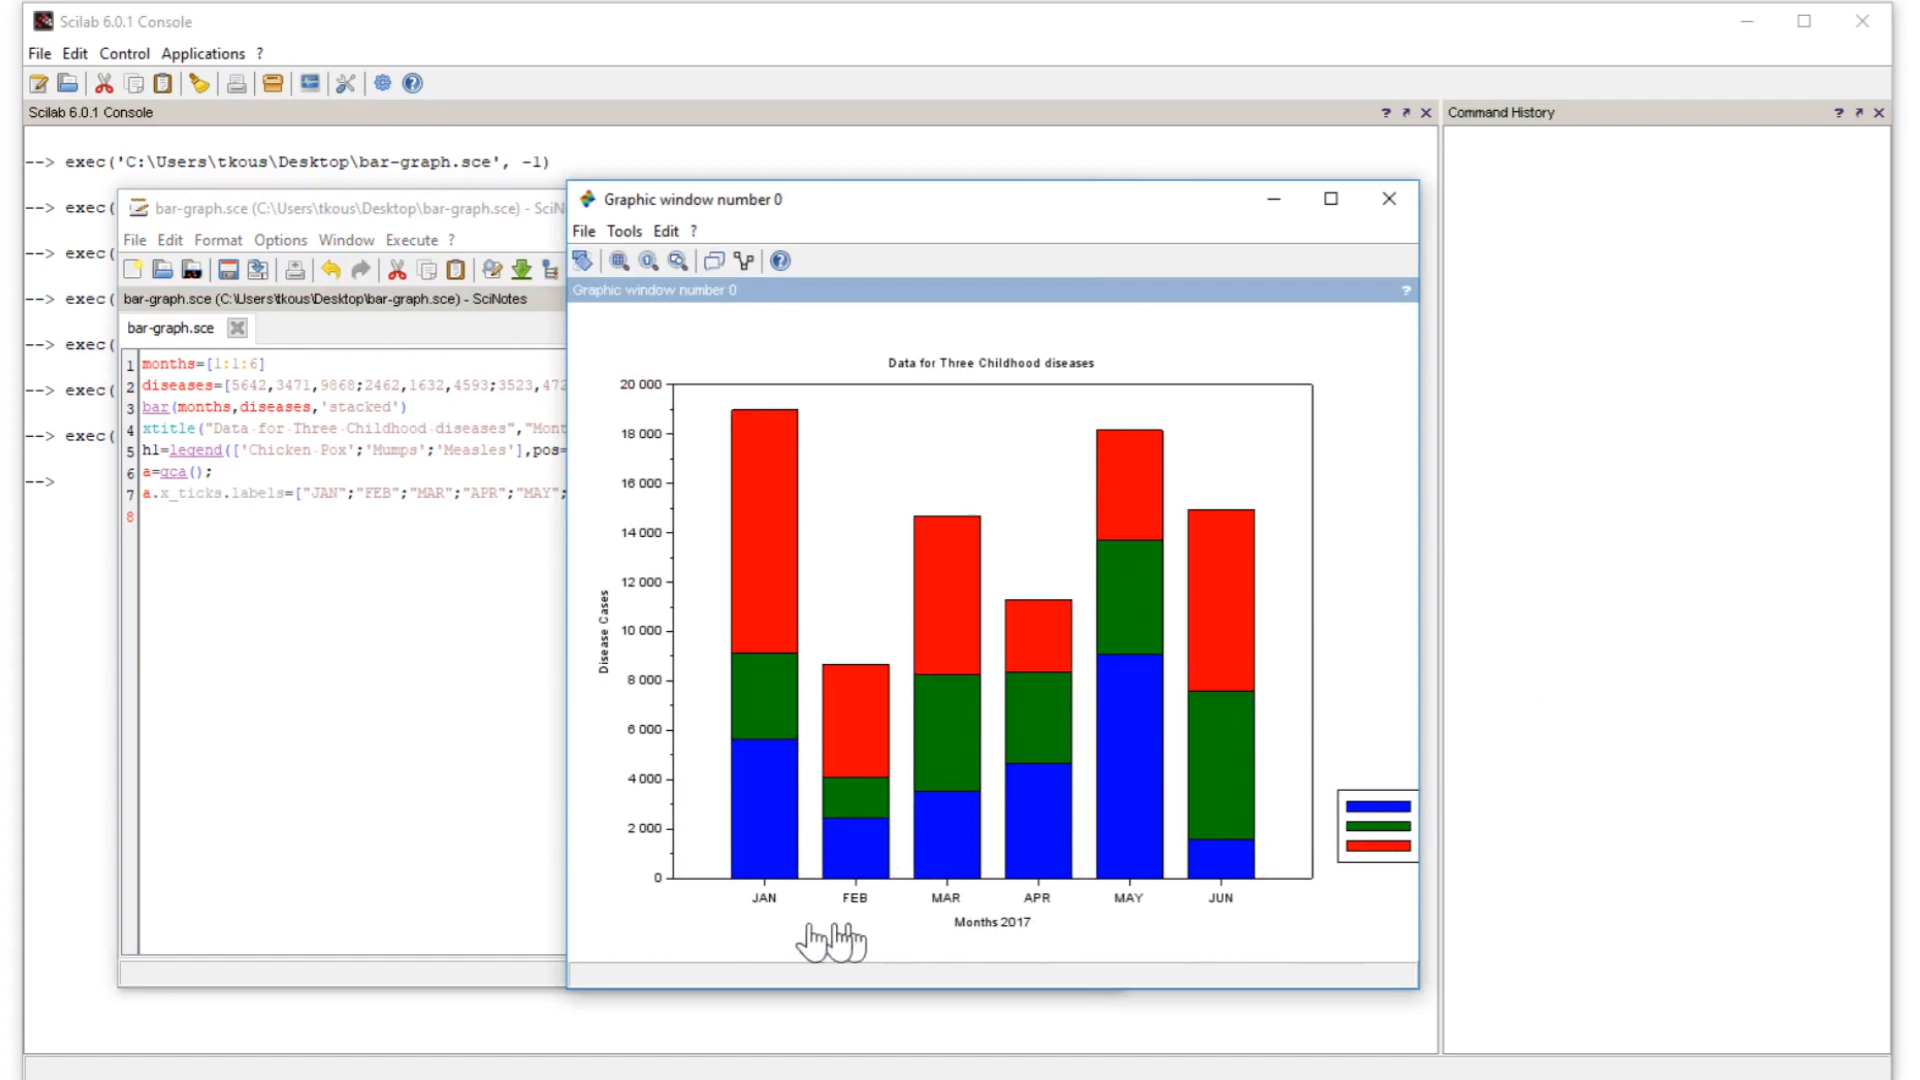 Scilab 6.0.1 Console
File Edit Control Applications ?
Scilab 6.0.1 Console
Command History
--> exec('C:\Users\tkous\Desktop\bar-graph.sce', -1)
--> exec(
--> exec(
--> exec(
--> exec(
--> exec(
--> exec(
-->
bar-graph.sce (C:\Users\tkous\Desktop\bar-graph.sce) - SciN
File Edit Format Options Window Execute ?
bar-graph.sce (C:\Users\tkous\Desktop\bar-graph.sce) - SciNotes
bar-graph.sce
1 months=[1:1:6]
2 diseases=[5642,3471,9868;2462,1632,4593;3523,472
3 bar(months,diseases,'stacked')
4 xtitle("Data for Three Childhood diseases","Mont
5 hl=legend(['Chicken Pox';'Mumps';'Measles'],pos=
6 a=gca();
7 a.x_ticks.labels=["JAN";"FEB";"MAR";"APR";"MAY";
8
Graphic window number 0
File Tools Edit ?
Graphic window number 0
Data for Three Childhood diseases
20 000
18 000
16 000
14 000
12 000
10 000
8 000
6 000
4 000
2 000
0
Disease Cases
JAN FEB MAR APR MAY JUN
Months 2017